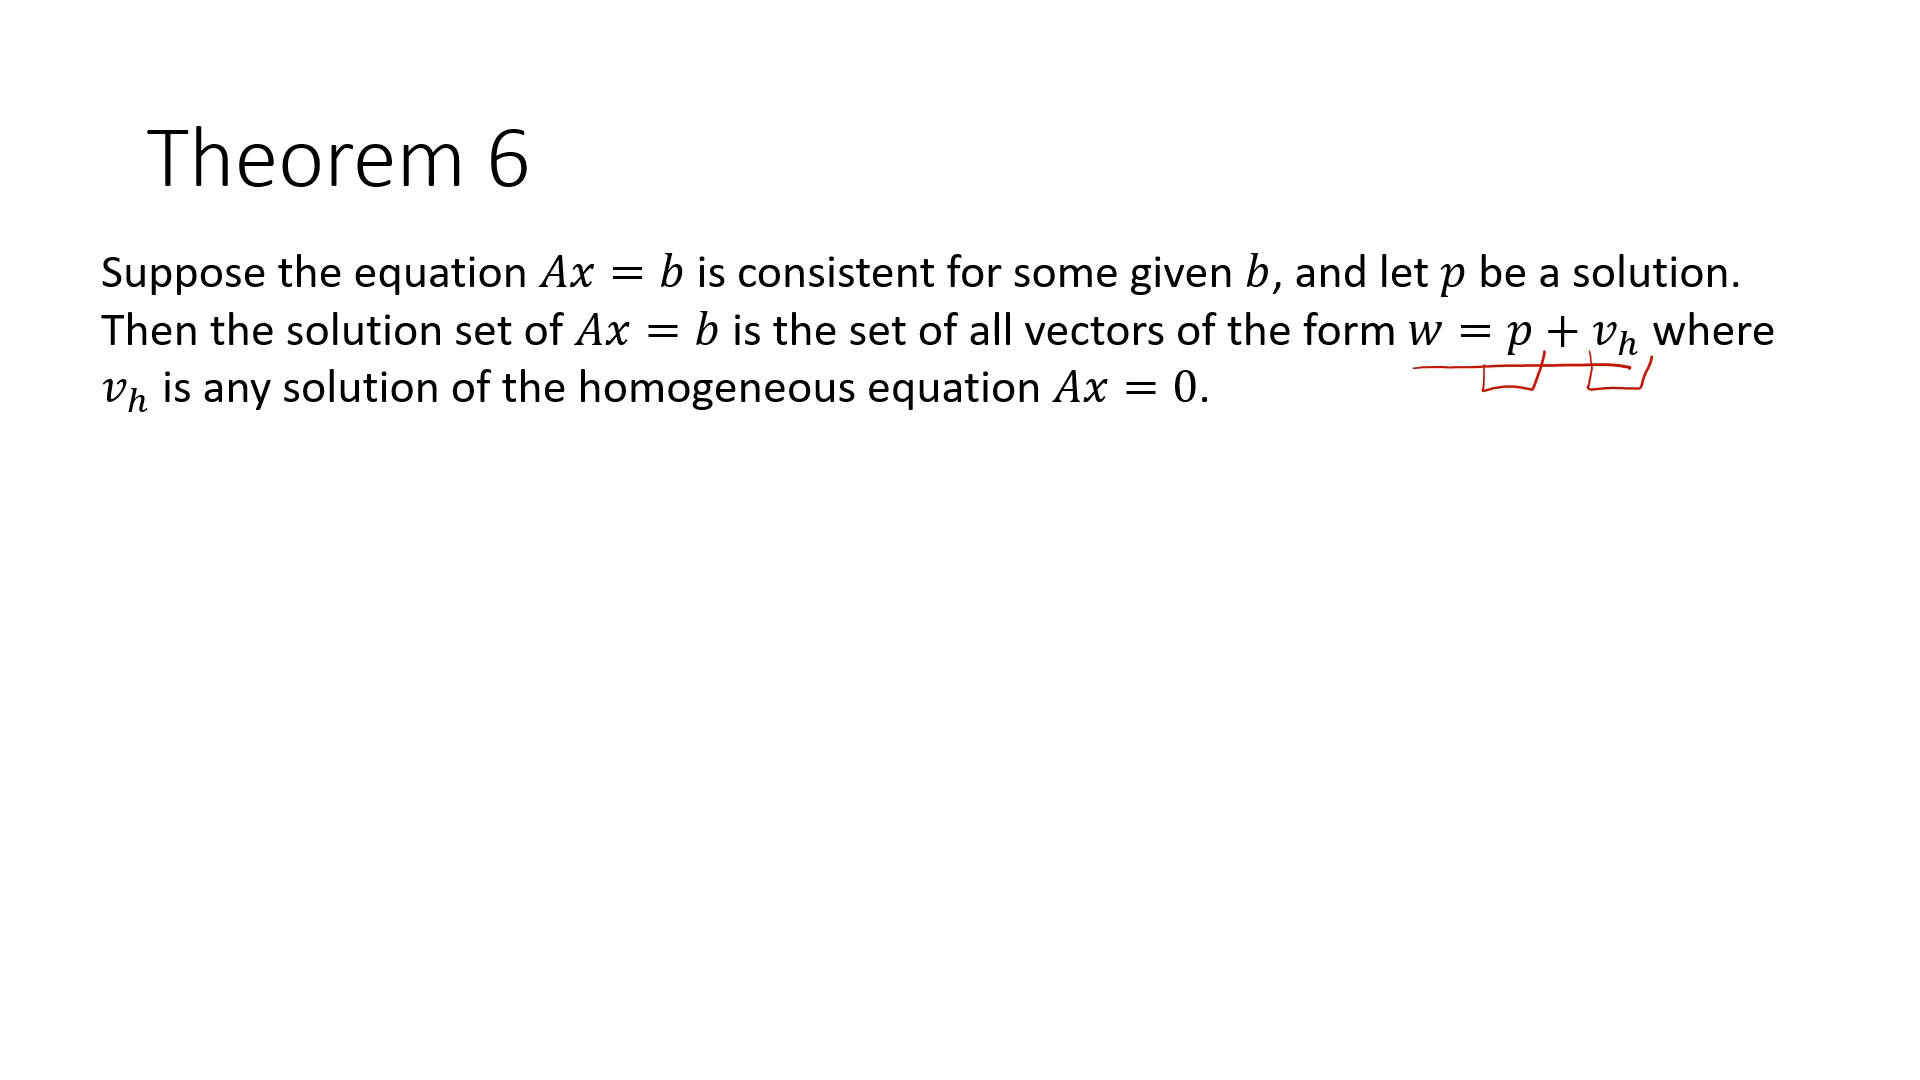 Theorem 6
Suppose the equation 𝐴𝑥 = 𝑏 is consistent for some given 𝑏, and let 𝑝 be a solution.
Then the solution set of 𝐴𝑥 = 𝑏 is the set of all vectors of the form 𝑤 = 𝑝 + 𝑣ₕ where
𝑣ₕ is any solution of the homogeneous equation 𝐴𝑥 = 0.